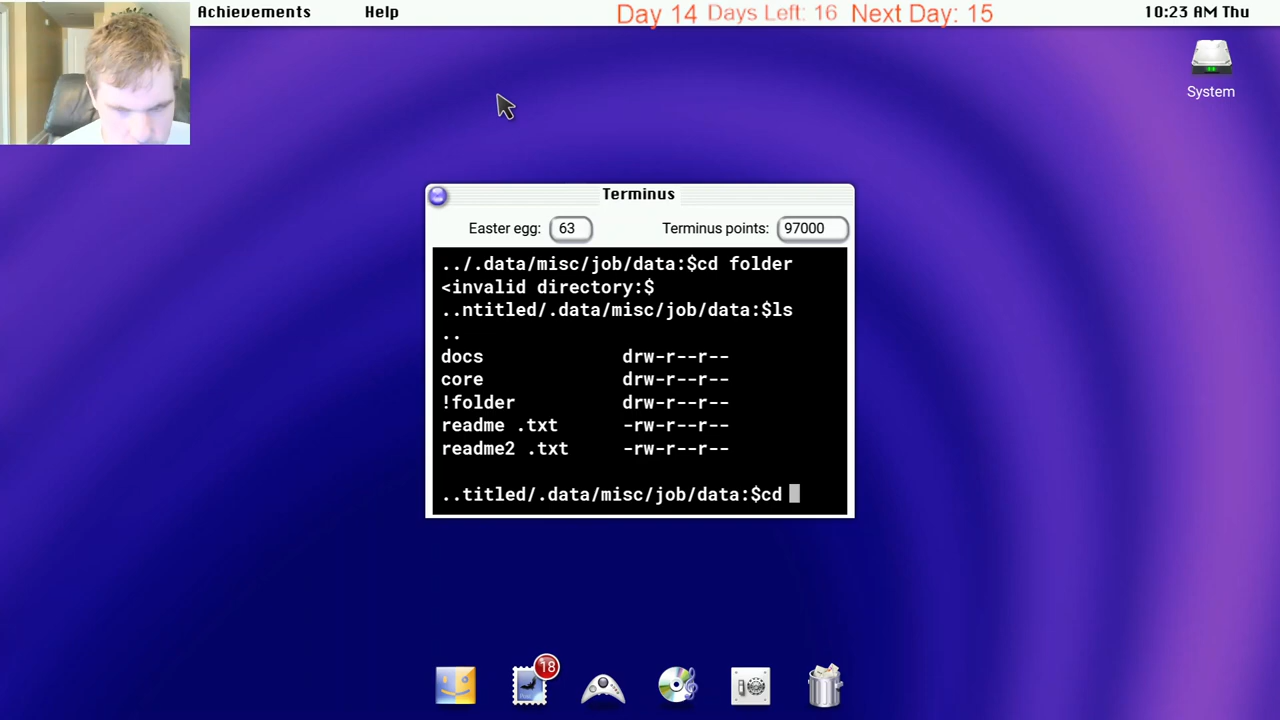 Achievements Help Day 14 Days Left: 16 Next Day: 15 10:23 AM Thu
System
Terminus
Easter egg: 63 Terminus points: 97000
../.data/misc/job/data:$cd folder
<invalid directory:$
..ntitled/.data/misc/job/data:$ls
..
docs drw-r--r--
core drw-r--r--
!folder drw-r--r--
readme .txt -rw-r--r--
readme2 .txt -rw-r--r--
..titled/.data/misc/job/data:$cd
18